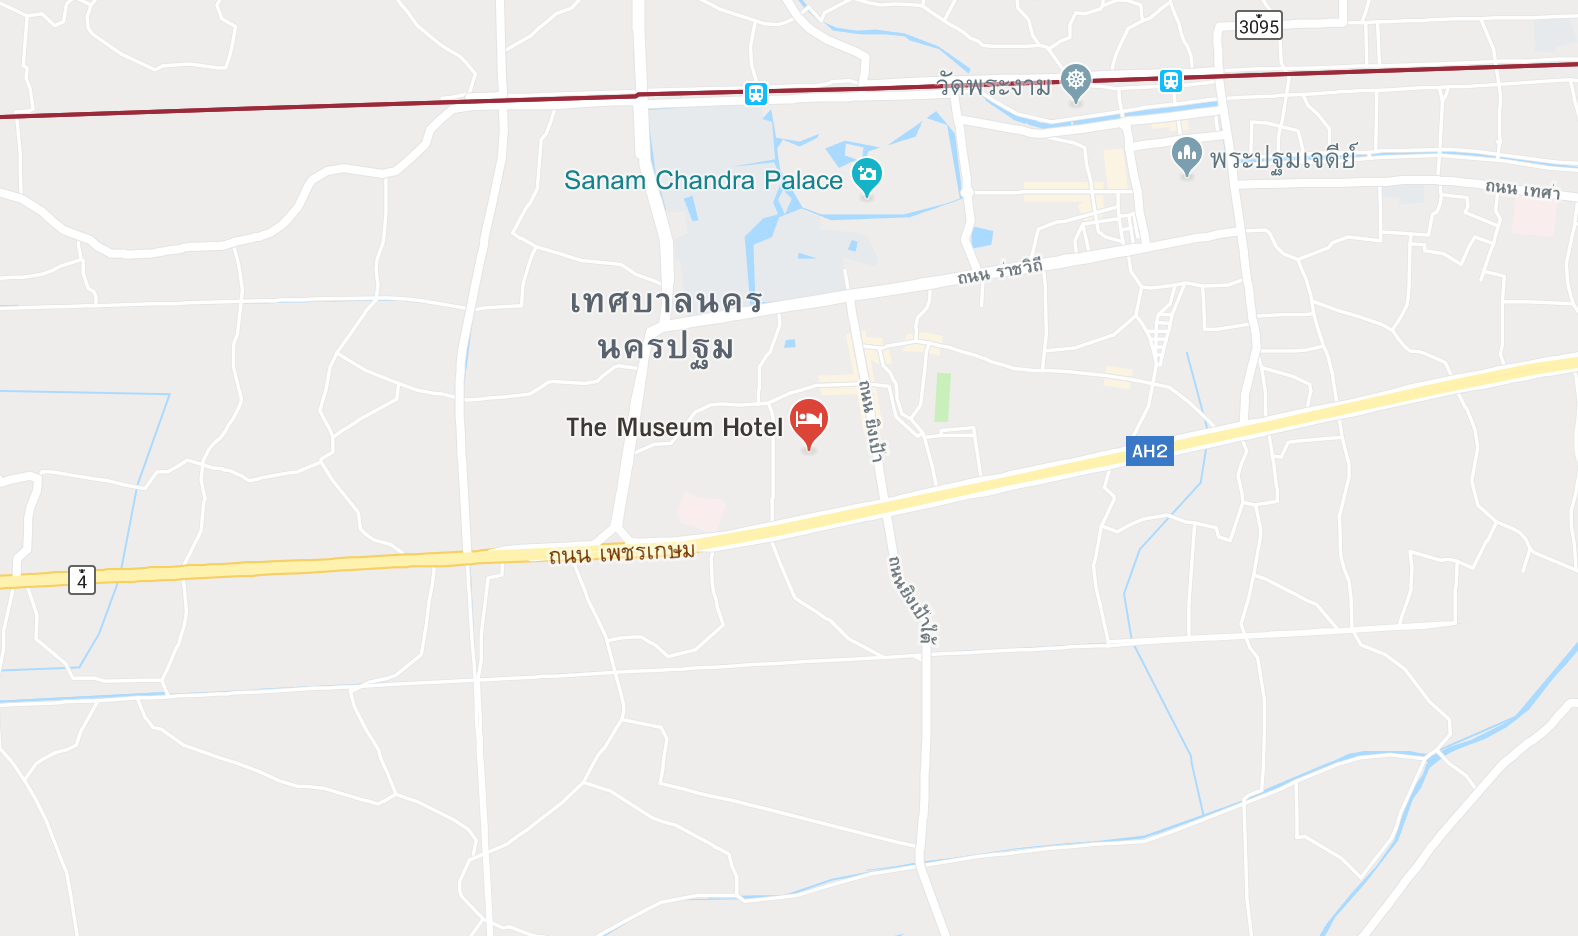 3095
วัดพระงาม
พระปฐมเจดีย์
Sanam Chandra Palace
ถนน เทศา
ถนน ราชวิถี
เทศบาลนคร
นครปฐม
ถนน ยิงเป้า
The Museum Hotel
AH2
ถนน เพชรเกษม
4
ถนนยิงเป้าใต้